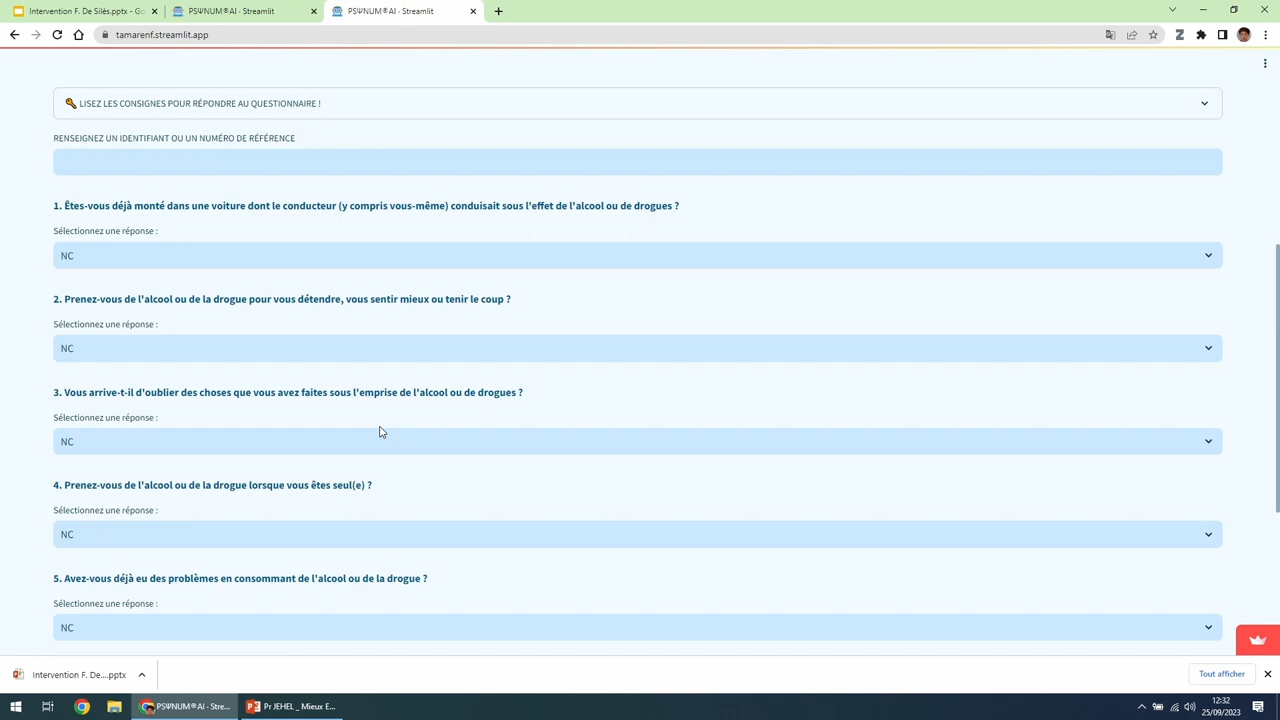 Intervention F. De Silés.pptx - Go
PSΨNUM®AI - Streamlit
PSΨNUM®AI - Streamlit
tamarenf.streamlit.app
LISEZ LES CONSIGNES POUR RÉPONDRE AU QUESTIONNAIRE !
RENSEIGNEZ UN IDENTIFIANT OU UN NUMÉRO DE RÉFÉRENCE
1. Êtes-vous déjà monté dans une voiture dont le conducteur (y compris vous-même) conduisait sous l'effet de l'alcool ou de drogues ?
Sélectionnez une réponse :
NC
2. Prenez-vous de l'alcool ou de la drogue pour vous détendre, vous sentir mieux ou tenir le coup ?
Sélectionnez une réponse :
NC
3. Vous arrive-t-il d'oublier des choses que vous avez faites sous l'emprise de l'alcool ou de drogues ?
Sélectionnez une réponse :
NC
4. Prenez-vous de l'alcool ou de la drogue lorsque vous êtes seul(e) ?
Sélectionnez une réponse :
NC
5. Avez-vous déjà eu des problèmes en consommant de l'alcool ou de la drogue ?
Sélectionnez une réponse :
NC
Intervention F. De....pptx
Tout afficher
PSΨNUM®AI - Stre...
Pr JEHEL _ Mieux E...
12:32
25/09/2023